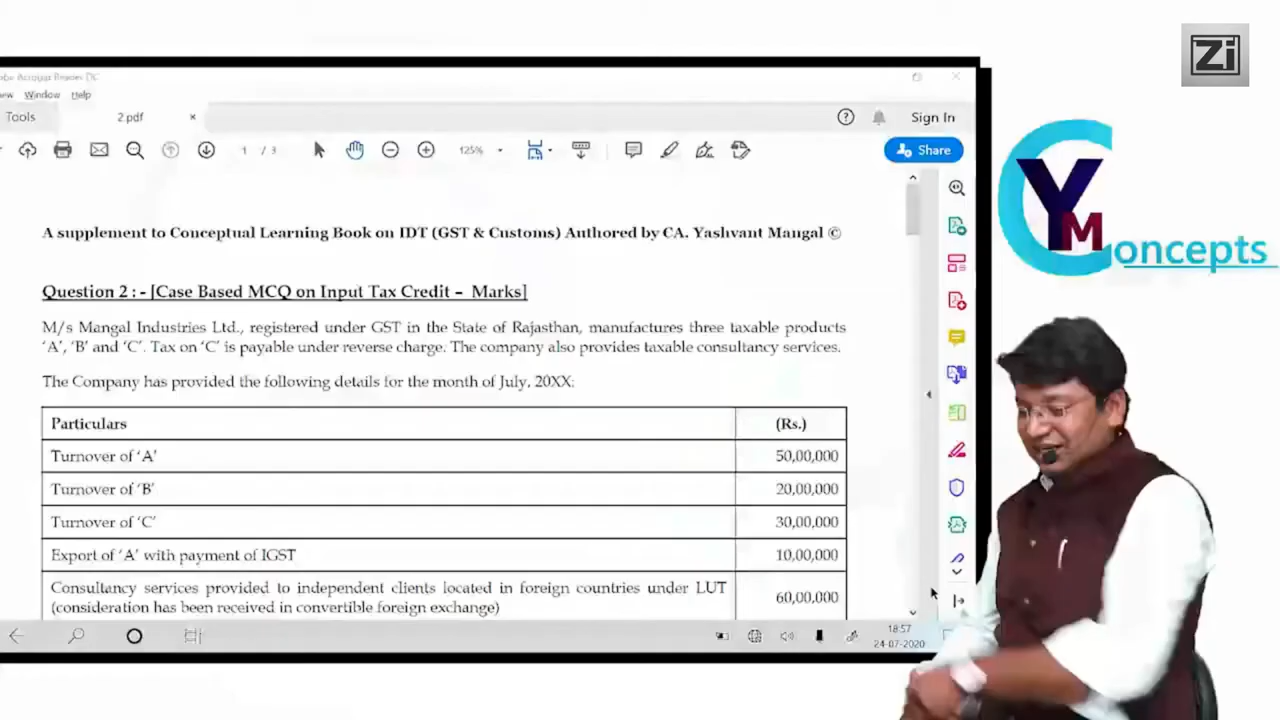 Zi
Adobe Acrobat Reader DC
Window Help
Tools
2.pdf
Sign In
1 / 3
125%
Share
A supplement to Conceptual Learning Book on IDT (GST & Customs) Authored by CA. Yashvant Mangal ©
YM Concepts
Question 2 : - [Case Based MCQ on Input Tax Credit – Marks]
M/s Mangal Industries Ltd., registered under GST in the State of Rajasthan, manufactures three taxable products
'A', 'B' and 'C'. Tax on 'C' is payable under reverse charge. The company also provides taxable consultancy services.
The Company has provided the following details for the month of July, 20XX:
Particulars (Rs.)
Turnover of 'A' 50,00,000
Turnover of 'B' 20,00,000
Turnover of 'C' 30,00,000
Export of 'A' with payment of IGST 10,00,000
Consultancy services provided to independent clients located in foreign countries under LUT
(consideration has been received in convertible foreign exchange) 60,00,000
18:57
24-07-2020